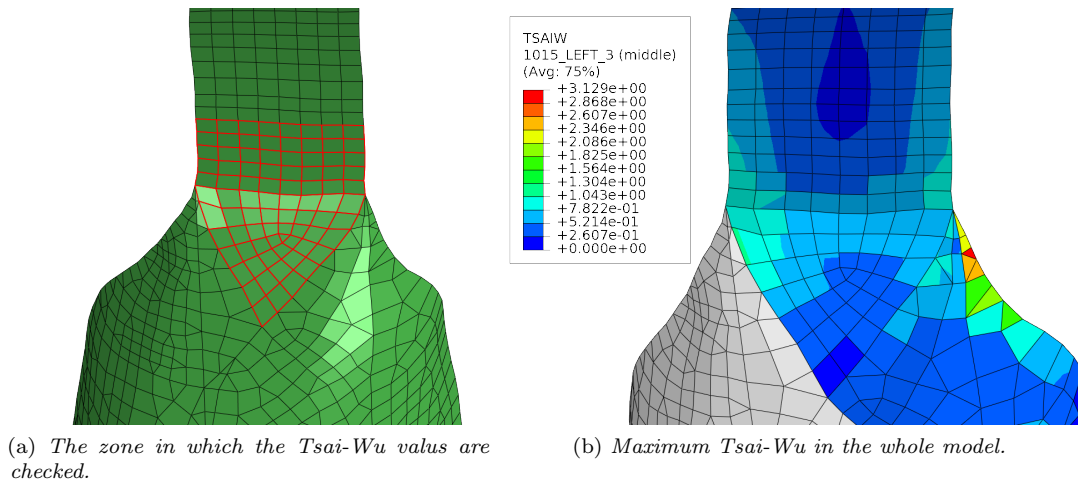 TSAIW
1015_LEFT_3 (middle)
(Avg: 75%)
+3.129e+00
+2.868e+00
+2.607e+00
+2.346e+00
+2.086e+00
+1.825e+00
+1.564e+00
+1.304e+00
+1.043e+00
+7.822e-01
+5.214e-01
+2.607e-01
+0.000e+00
(a) The zone in which the Tsai-Wu valus are
checked.
(b) Maximum Tsai-Wu in the whole model.